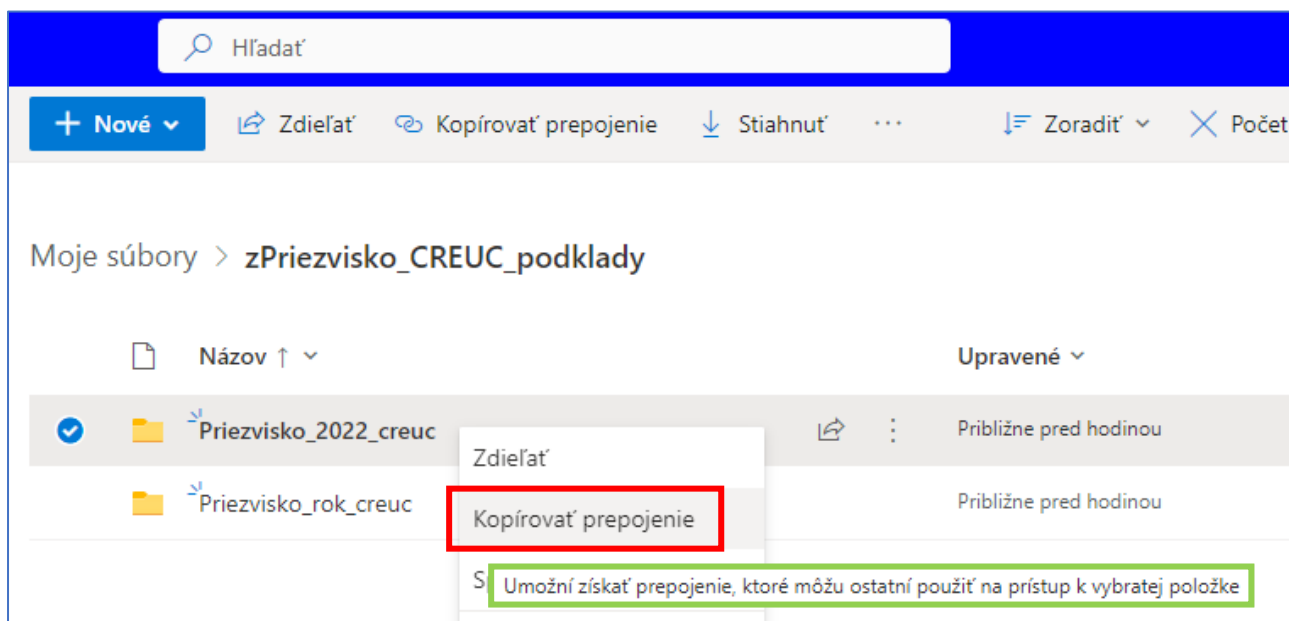 Hľadať
Nové Zdieľať Kopírovať prepojenie Stiahnuť ··· Zoradiť Počet
Moje súbory > zPriezvisko_CREUC_podklady
Názov ↑ Upravené
Priezvisko_2022_creuc Približne pred hodinou
Zdieľať
Priezvisko_rok_creuc Približne pred hodinou
Kopírovať prepojenie
Umožní získať prepojenie, ktoré môžu ostatní použiť na prístup k vybratej položke